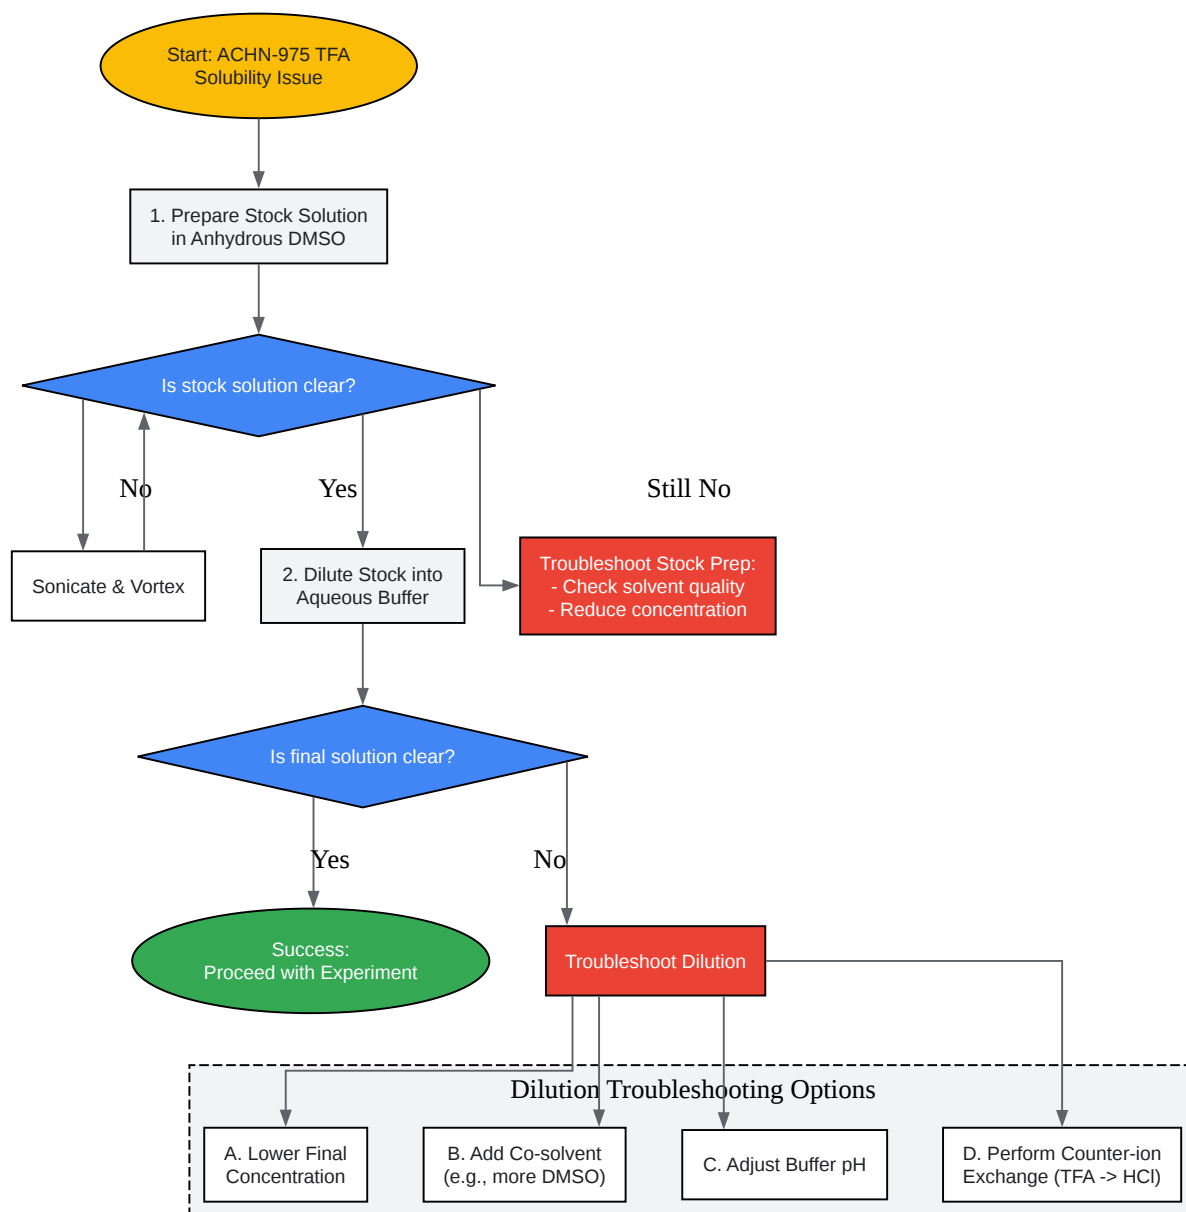 Start: ACHN-975 TFA
Solubility Issue
1. Prepare Stock Solution
in Anhydrous DMSO
Is stock solution clear?
No
Yes
Still No
Sonicate & Vortex
2. Dilute Stock into
Aqueous Buffer
Troubleshoot Stock Prep:
- Check solvent quality
- Reduce concentration
Is final solution clear?
Yes
No
Success:
Proceed with Experiment
Troubleshoot Dilution
Dilution Troubleshooting Options
A. Lower Final
Concentration
B. Add Co-solvent
(e.g., more DMSO)
C. Adjust Buffer pH
D. Perform Counter-ion
Exchange (TFA -> HCl)